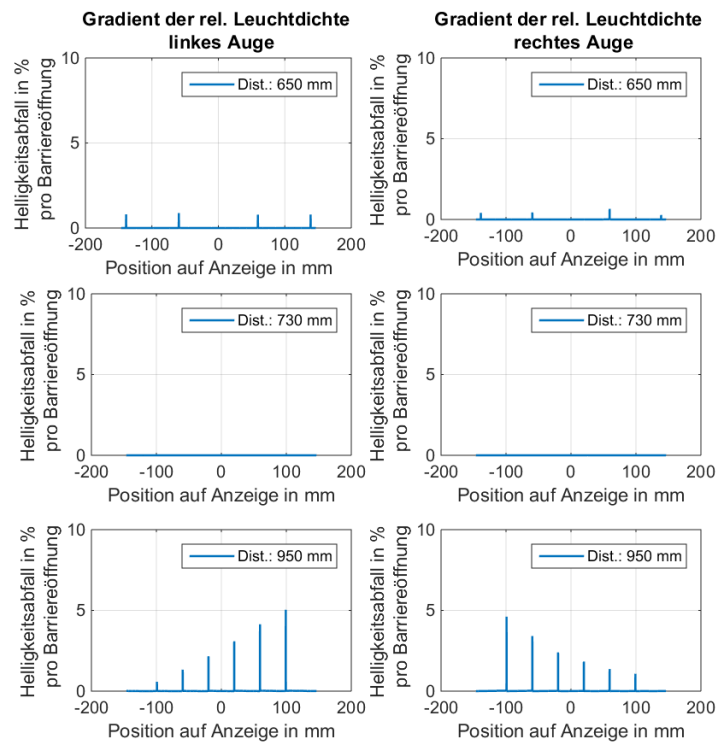 Gradient der rel. Leuchtdichte
linkes Auge
Gradient der rel. Leuchtdichte
rechtes Auge
Helligkeitsabfall in %
pro Barriereöffnung
10
5
0
Dist.: 650 mm
-200 -100 0 100 200
Position auf Anzeige in mm
Helligkeitsabfall in %
pro Barriereöffnung
10
5
0
Dist.: 650 mm
-200 -100 0 100 200
Position auf Anzeige in mm
Helligkeitsabfall in %
pro Barriereöffnung
10
5
0
Dist.: 730 mm
-200 -100 0 100 200
Position auf Anzeige in mm
Helligkeitsabfall in %
pro Barriereöffnung
10
5
0
Dist.: 730 mm
-200 -100 0 100 200
Position auf Anzeige in mm
Helligkeitsabfall in %
pro Barriereöffnung
10
5
0
Dist.: 950 mm
-200 -100 0 100 200
Position auf Anzeige in mm
Helligkeitsabfall in %
pro Barriereöffnung
10
5
0
Dist.: 950 mm
-200 -100 0 100 200
Position auf Anzeige in mm